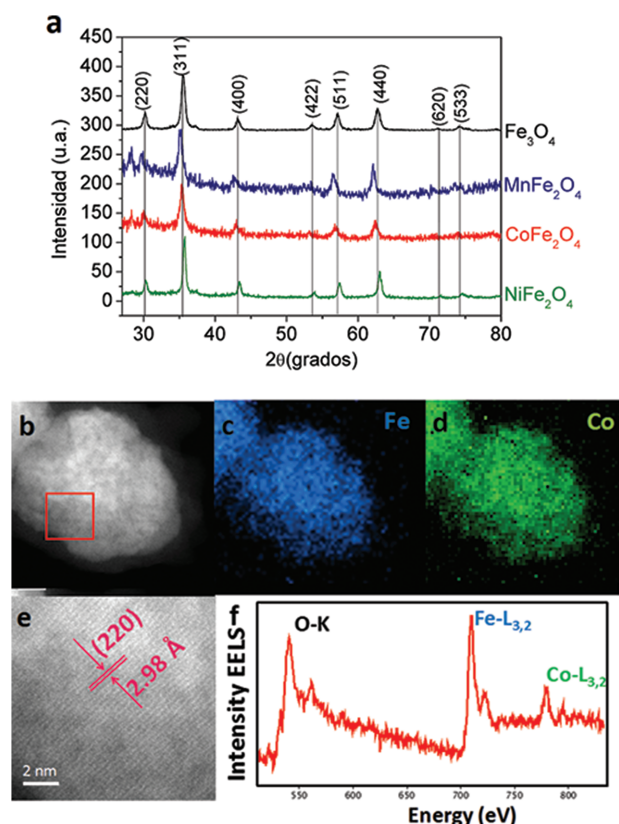 a
450
400
350
300
250
200
150
100
50
0
Intensidad (u.a.)
(220)
(311)
(400)
(422)
(511)
(440)
(620)
(533)
Fe₃O₄
MnFe₂O₄
CoFe₂O₄
NiFe₂O₄
30 40 50 60 70 80
2θ(grados)
b
c Fe
d Co
e
(220)
2.98 Å
2 nm
f
Intensity EELS
O-K
Fe-L₃,₂
Co-L₃,₂
550 600 650 700 750 800
Energy (eV)